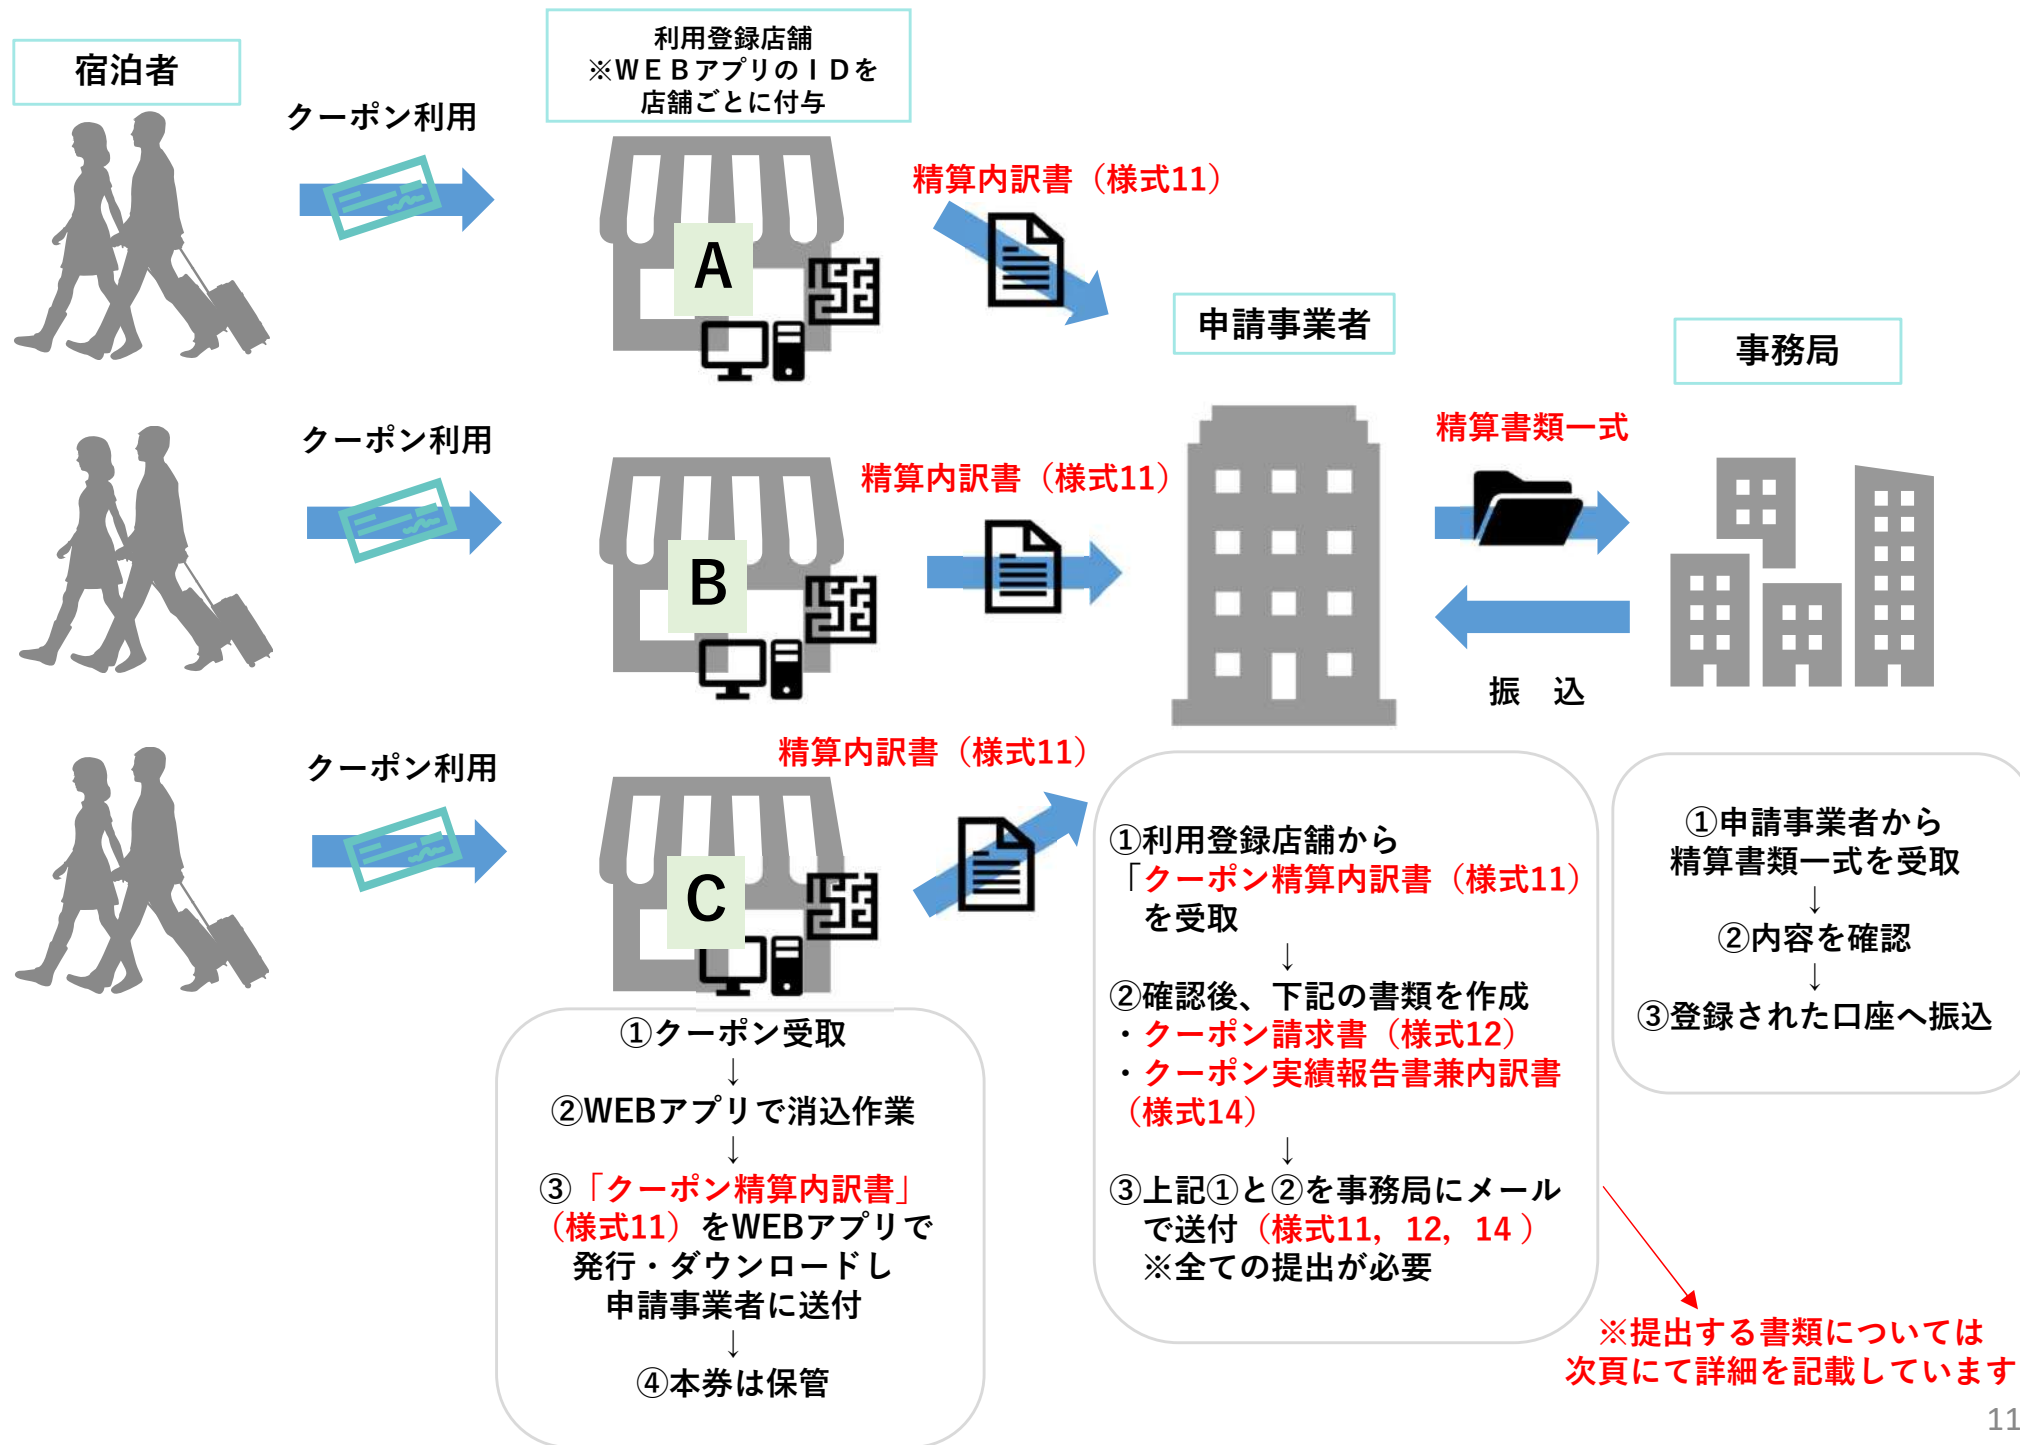 宿泊者
利用登録店舗
※ＷＥＢアプリのＩＤを
店舗ごとに付与
クーポン利用
精算内訳書（様式11）
A
申請事業者
事務局
クーポン利用
精算内訳書（様式11）
B
精算書類一式
振　込
クーポン利用
精算内訳書（様式11）
C
①クーポン受取
↓
②WEBアプリで消込作業
↓
③「クーポン精算内訳書」
（様式11）をWEBアプリで
発行・ダウンロードし
申請事業者に送付
↓
④本券は保管
①利用登録店舗から
「クーポン精算内訳書（様式11）
を受取
↓
②確認後、下記の書類を作成
・クーポン請求書（様式12）
・クーポン実績報告書兼内訳書
（様式14）
↓
③上記①と②を事務局にメール
で送付（様式11，12，14 ）
※全ての提出が必要
①申請事業者から
精算書類一式を受取
↓
②内容を確認
↓
③登録された口座へ振込
※提出する書類については
次頁にて詳細を記載しています
11